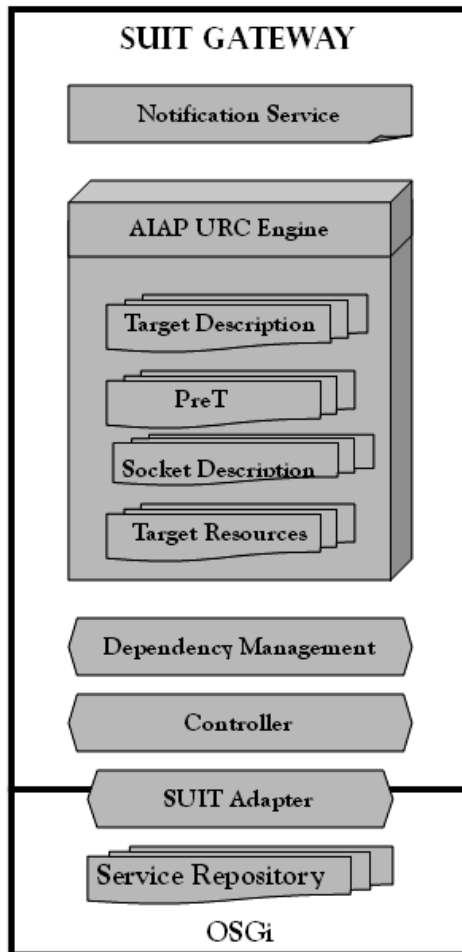 SUIT GATEWAY
Notification Service
AIAP URC Engine
Target Description
PreT
Socket Description
Target Resources
Dependency Management
Controller
SUIT Adapter
Service Repository
OSGi